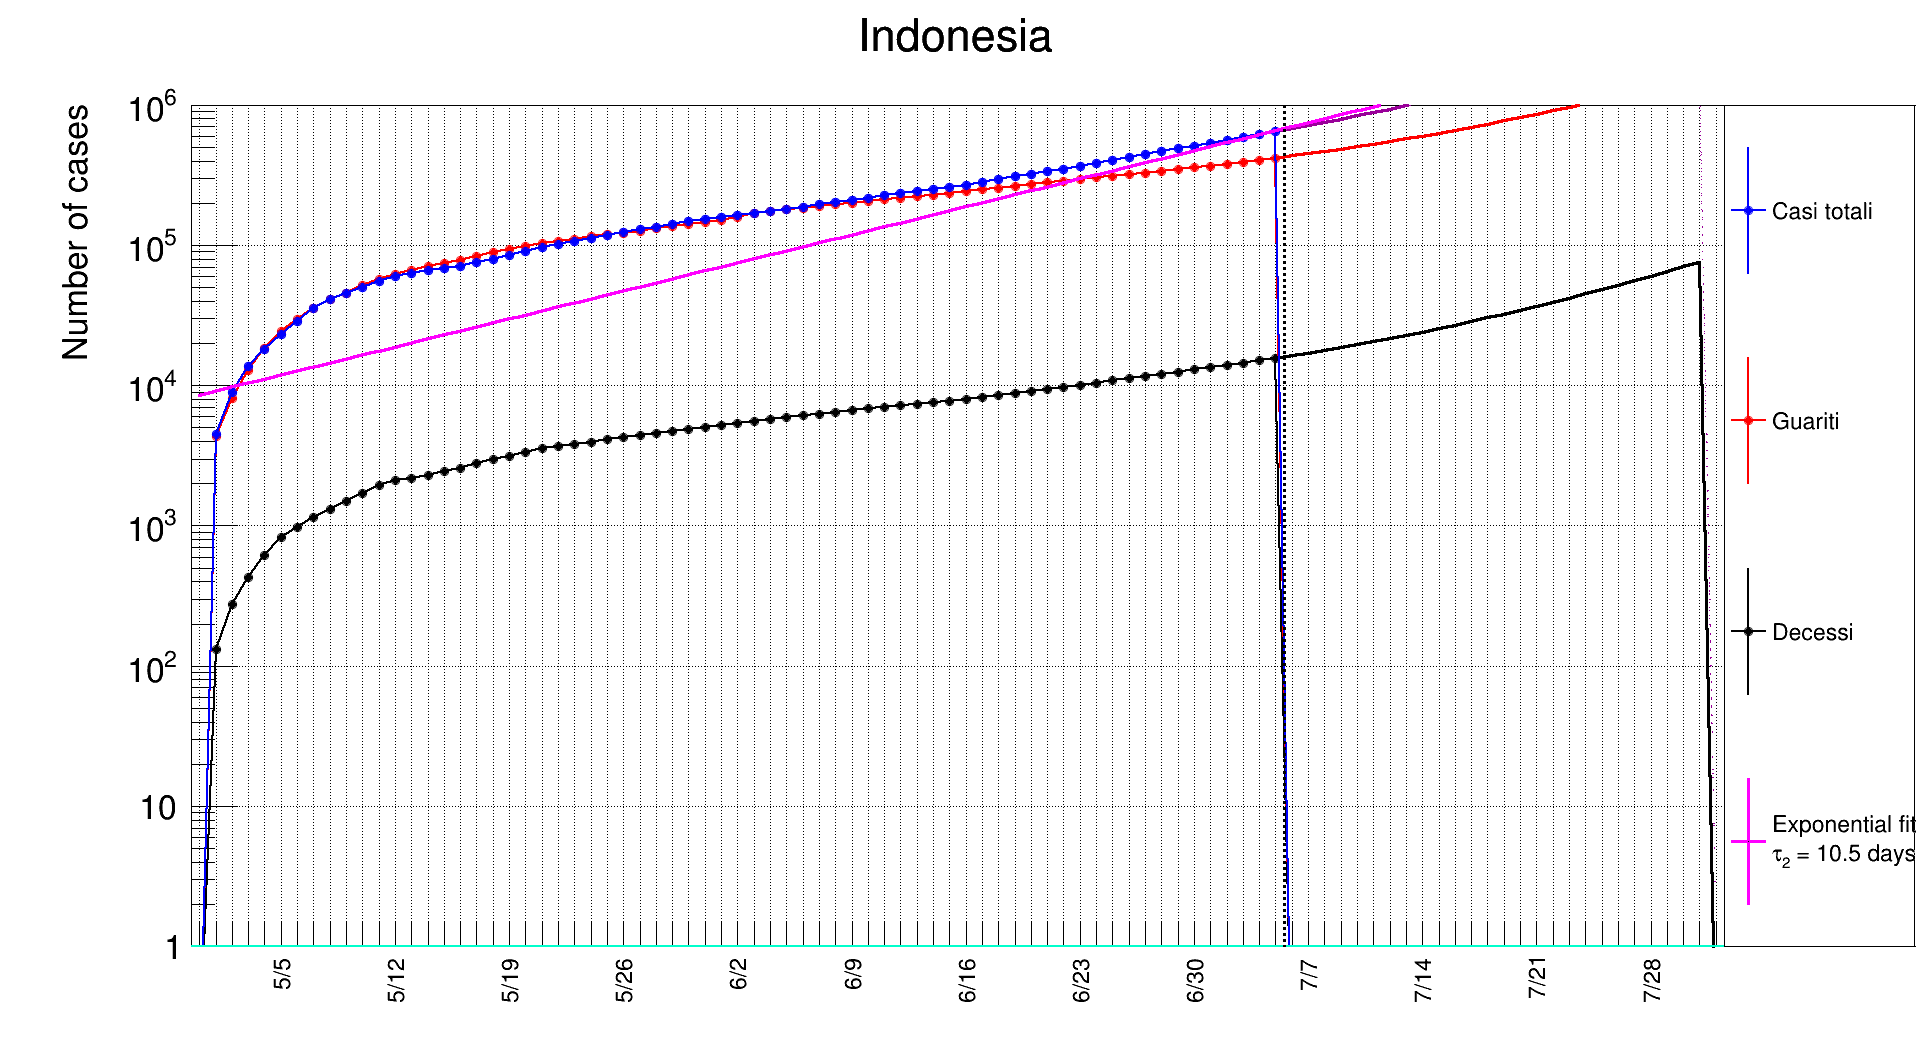 Indonesia
Number of cases
10^6
10^5
10^4
10^3
10^2
10
1
5/5
5/12
5/19
5/26
6/2
6/9
6/16
6/23
6/30
7/7
7/14
7/21
7/28
Casi totali
Guariti
Decessi
Exponential fit
τ_2 = 10.5 days